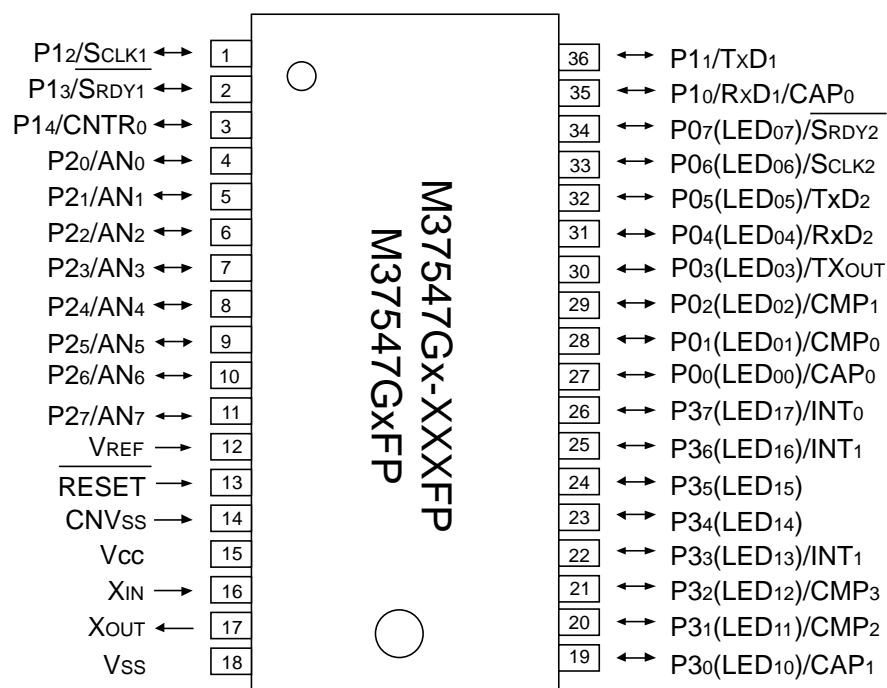 P12/SCLK1
P13/SRDY1
P14/CNTR0
P20/AN0
P21/AN1
P22/AN2
P23/AN3
P24/AN4
P25/AN5
P26/AN6
P27/AN7
VREF
RESET
CNVSS
Vcc
XIN
XOUT
Vss
1
2
3
4
5
6
7
8
9
10
11
12
13
14
15
16
17
18
M37547Gx-XXXFP
M37547GxFP
36
35
34
33
32
31
30
29
28
27
26
25
24
23
22
21
20
19
P11/TxD1
P10/RxD1/CAP0
P07(LED07)/SRDY2
P06(LED06)/SCLK2
P05(LED05)/TxD2
P04(LED04)/RxD2
P03(LED03)/TXOUT
P02(LED02)/CMP1
P01(LED01)/CMP0
P00(LED00)/CAP0
P37(LED17)/INT0
P36(LED16)/INT1
P35(LED15)
P34(LED14)
P33(LED13)/INT1
P32(LED12)/CMP3
P31(LED11)/CMP2
P30(LED10)/CAP1